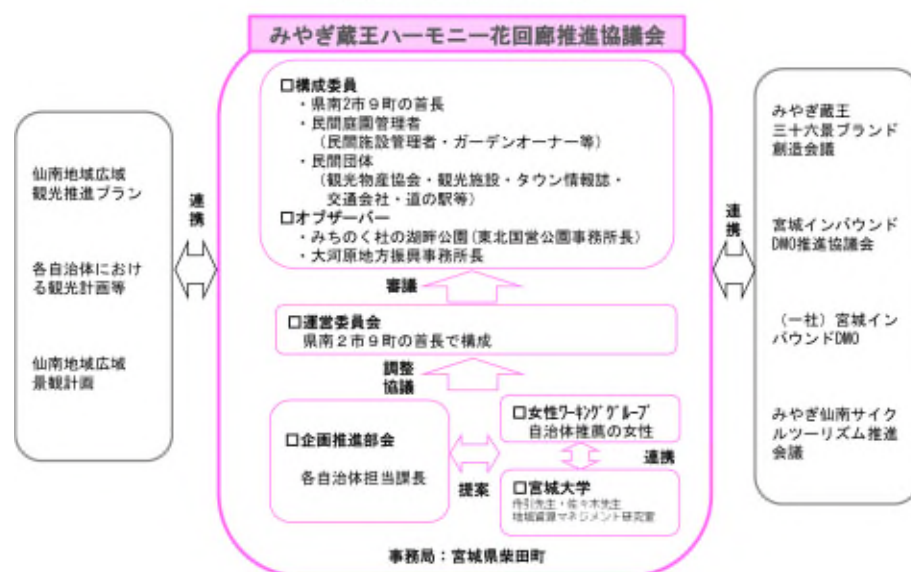 みやぎ蔵王ハーモニー花回廊推進協議会
仙南地域広域
観光推進プラン
各自治体におけ
る観光計画等
仙南地域広域
景観計画
連携
□構成委員
・県南2市9町の首長
・民間庭園管理者
（民間施設管理者・ガーデンオーナー等）
・民間団体
（観光物産協会・観光施設・タウン情報誌・
交通会社・道の駅等）
□オブザーバー
・みちのく杜の湖畔公園(東北国営公園事務所長)
・大河原地方振興事務所長
審議
□運営委員会
県南２市９町の首長で構成
調整
協議
□企画推進部会
各自治体担当課長
提案
□女性ワーキンググループ
自治体推薦の女性
連携
□宮城大学
舟引先生・佐々木先生
地域資源マネジメント研究室
事務局：宮城県柴田町
連携
みやぎ蔵王
三十六景ブランド
創造会議
宮城インバウンド
DMO推進協議会
（一社）宮城イン
バウンドDMO
みやぎ仙南サイク
ルツーリズム推進
会議